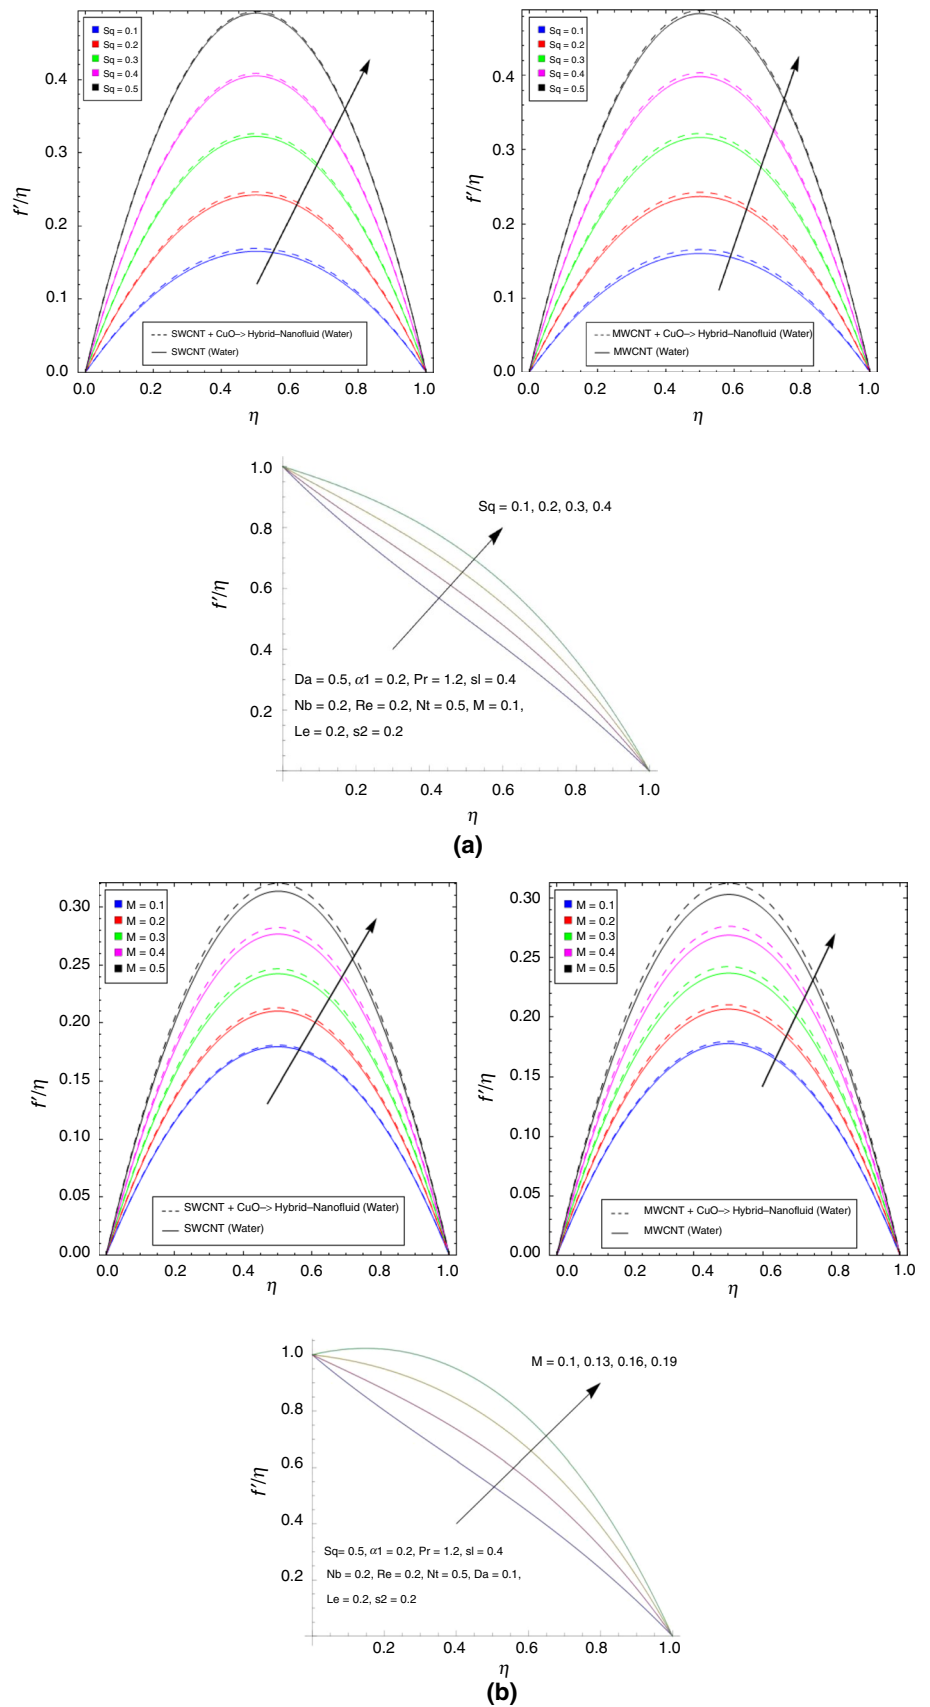 Sq = 0.1
Sq = 0.2
Sq = 0.3
Sq = 0.4
Sq = 0.5
0.4
0.3
0.2
0.1
0.0
f′/η
SWCNT + CuO–> Hybrid–Nanofluid (Water)
SWCNT (Water)
0.0 0.2 0.4 0.6 0.8 1.0
η
Sq = 0.1
Sq = 0.2
Sq = 0.3
Sq = 0.4
Sq = 0.5
0.4
0.3
0.2
0.1
0.0
f′/η
MWCNT + CuO–> Hybrid–Nanofluid (Water)
MWCNT (Water)
0.0 0.2 0.4 0.6 0.8 1.0
η
1.0
0.8
0.6
0.4
0.2
f′/η
Sq = 0.1, 0.2, 0.3, 0.4
Da = 0.5, α1 = 0.2, Pr = 1.2, sl = 0.4
Nb = 0.2, Re = 0.2, Nt = 0.5, M = 0.1,
Le = 0.2, s2 = 0.2
0.2 0.4 0.6 0.8 1.0
η
(a)
M = 0.1
M = 0.2
M = 0.3
M = 0.4
M = 0.5
0.30
0.25
0.20
0.15
0.10
0.05
0.00
f′/η
SWCNT + CuO–> Hybrid–Nanofluid (Water)
SWCNT (Water)
0.0 0.2 0.4 0.6 0.8 1.0
η
M = 0.1
M = 0.2
M = 0.3
M = 0.4
M = 0.5
0.30
0.25
0.20
0.15
0.10
0.05
0.00
f′/η
MWCNT + CuO–> Hybrid–Nanofluid (Water)
MWCNT (Water)
0.0 0.2 0.4 0.6 0.8 1.0
η
1.0
0.8
0.6
0.4
0.2
f′/η
M = 0.1, 0.13, 0.16, 0.19
Sq= 0.5, α1 = 0.2, Pr = 1.2, sl = 0.4
Nb = 0.2, Re = 0.2, Nt = 0.5, Da = 0.1,
Le = 0.2, s2 = 0.2
0.2 0.4 0.6 0.8 1.0
η
(b)